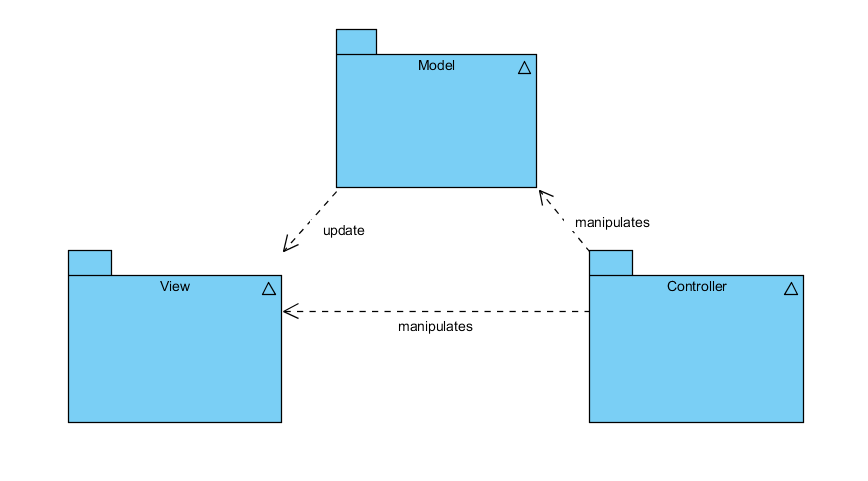 Model
manipulates
update
View
Controller
manipulates